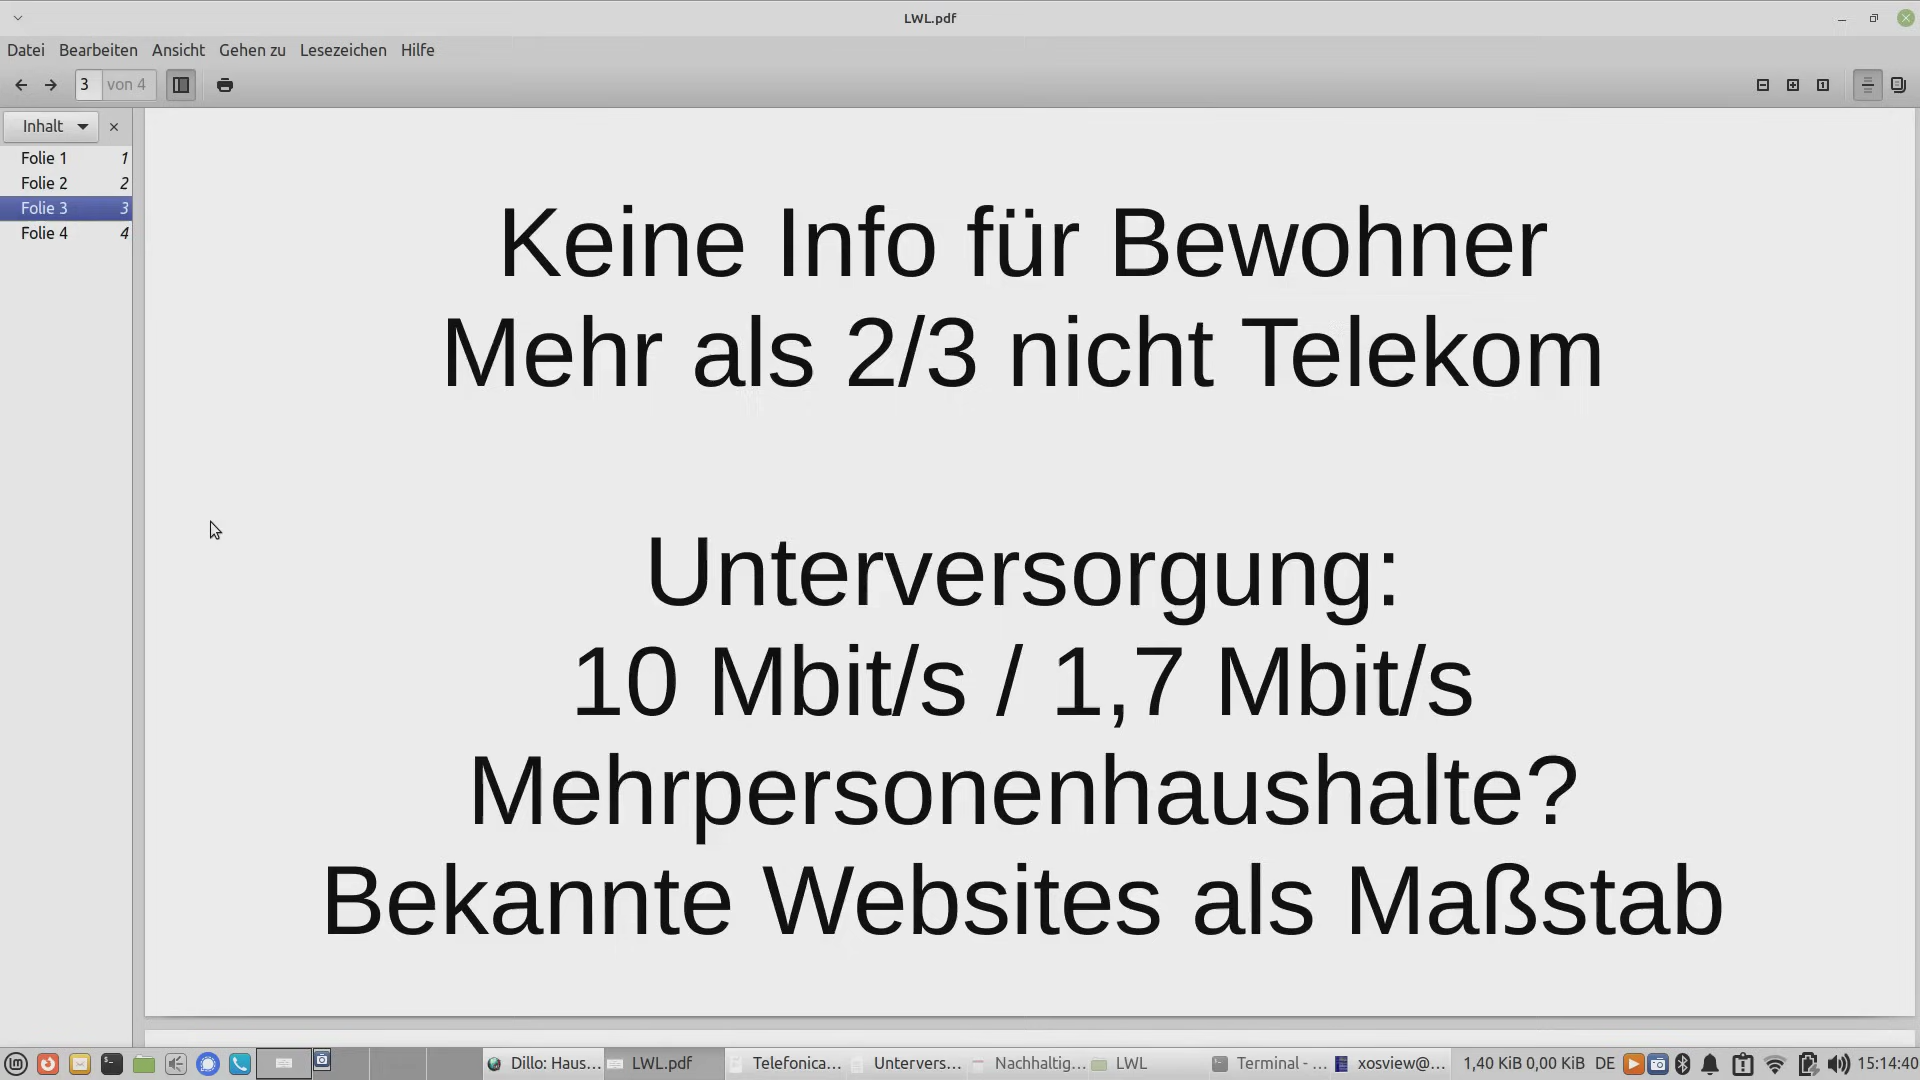 LWL.pdf
Datei Bearbeiten Ansicht Gehen zu Lesezeichen Hilfe
3 von 4
Inhalt
Folie 1 1
Folie 2 2
Folie 3 3
Folie 4 4
Keine Info für Bewohner
Mehr als 2/3 nicht Telekom
Unterversorgung:
10 Mbit/s / 1,7 Mbit/s
Mehrpersonenhaushalte?
Bekannte Websites als Maßstab
Dillo: Haus... LWL.pdf Telefonica... Untervers... Nachhaltig... LWL Terminal - ... xosview@... 1,40 KiB 0,00 KiB DE 15:14:40